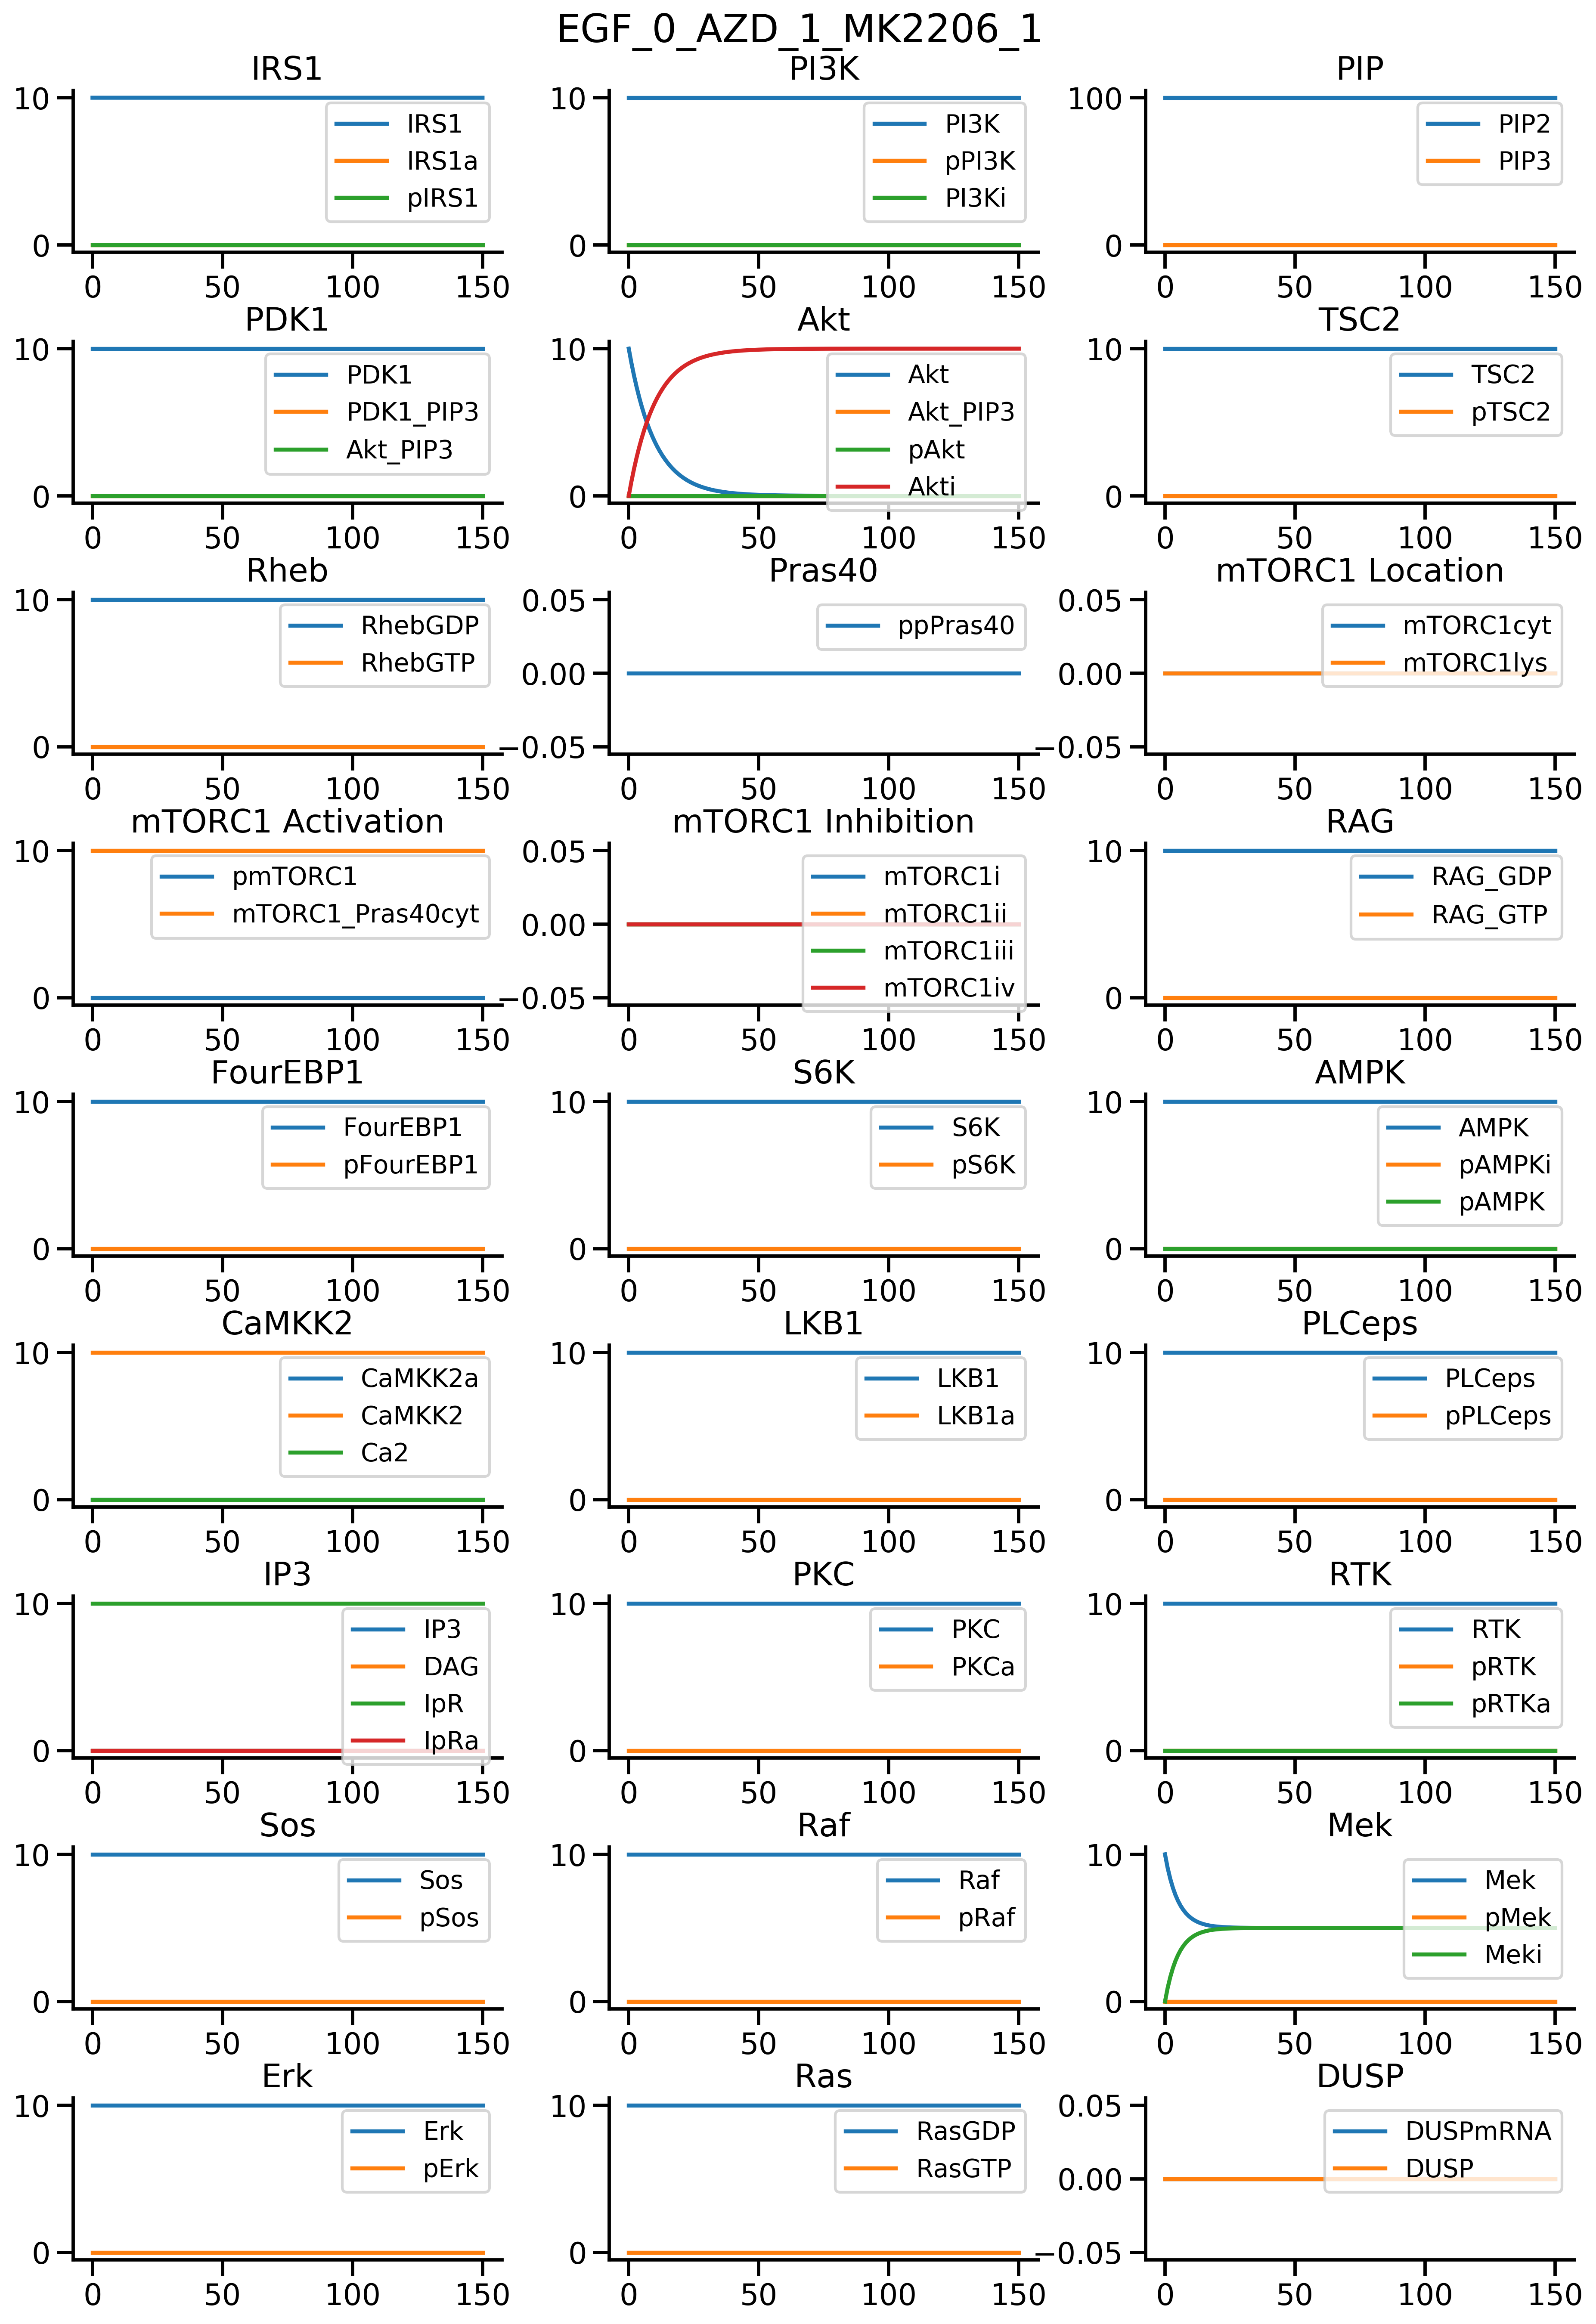 EGF_0_AZD_1_MK2206_1
IRS1
10
0
0 50 100 150
IRS1
IRS1a
pIRS1
PI3K
10
0
0 50 100 150
PI3K
pPI3K
PI3Ki
PIP
100
0
0 50 100 150
PIP2
PIP3
PDK1
10
0
0 50 100 150
PDK1
PDK1_PIP3
Akt_PIP3
Akt
10
0
0 50 100 150
Akt
Akt_PIP3
pAkt
Akti
TSC2
10
0
0 50 100 150
TSC2
pTSC2
Rheb
10
0
0 50 100 150
RhebGDP
RhebGTP
Pras40
0.05
0.00
−0.05
0 50 100 150
ppPras40
mTORC1 Location
0.05
0.00
−0.05
0 50 100 150
mTORC1cyt
mTORC1lys
mTORC1 Activation
10
0
0 50 100 150
pmTORC1
mTORC1_Pras40cyt
mTORC1 Inhibition
0.05
0.00
−0.05
0 50 100 150
mTORC1i
mTORC1ii
mTORC1iii
mTORC1iv
RAG
10
0
0 50 100 150
RAG_GDP
RAG_GTP
FourEBP1
10
0
0 50 100 150
FourEBP1
pFourEBP1
S6K
10
0
0 50 100 150
S6K
pS6K
AMPK
10
0
0 50 100 150
AMPK
pAMPKi
pAMPK
CaMKK2
10
0
0 50 100 150
CaMKK2a
CaMKK2
Ca2
LKB1
10
0
0 50 100 150
LKB1
LKB1a
PLCeps
10
0
0 50 100 150
PLCeps
pPLCeps
IP3
10
0
0 50 100 150
IP3
DAG
IpR
IpRa
PKC
10
0
0 50 100 150
PKC
PKCa
RTK
10
0
0 50 100 150
RTK
pRTK
pRTKa
Sos
10
0
0 50 100 150
Sos
pSos
Raf
10
0
0 50 100 150
Raf
pRaf
Mek
10
0
0 50 100 150
Mek
pMek
Meki
Erk
10
0
0 50 100 150
Erk
pErk
Ras
10
0
0 50 100 150
RasGDP
RasGTP
DUSP
0.05
0.00
−0.05
0 50 100 150
DUSPmRNA
DUSP